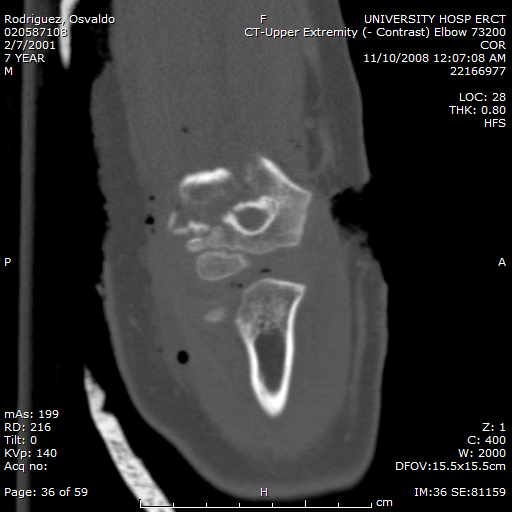 Rodriguez, Osvaldo
020587108
2/7/2001
7 YEAR
M
F
UNIVERSITY HOSP ERCT
CT-Upper Extremity (- Contrast) Elbow 73200
COR
11/10/2008 12:07:08 AM
22166977
LOC: 28
THK: 0.80
HFS
P
A
mAs: 199
RD: 216
Tilt: 0
KVp: 140
Acq no:
Page: 36 of 59
H
cm
Z: 1
C: 400
W: 2000
DFOV:15.5x15.5cm
IM:36 SE:81159